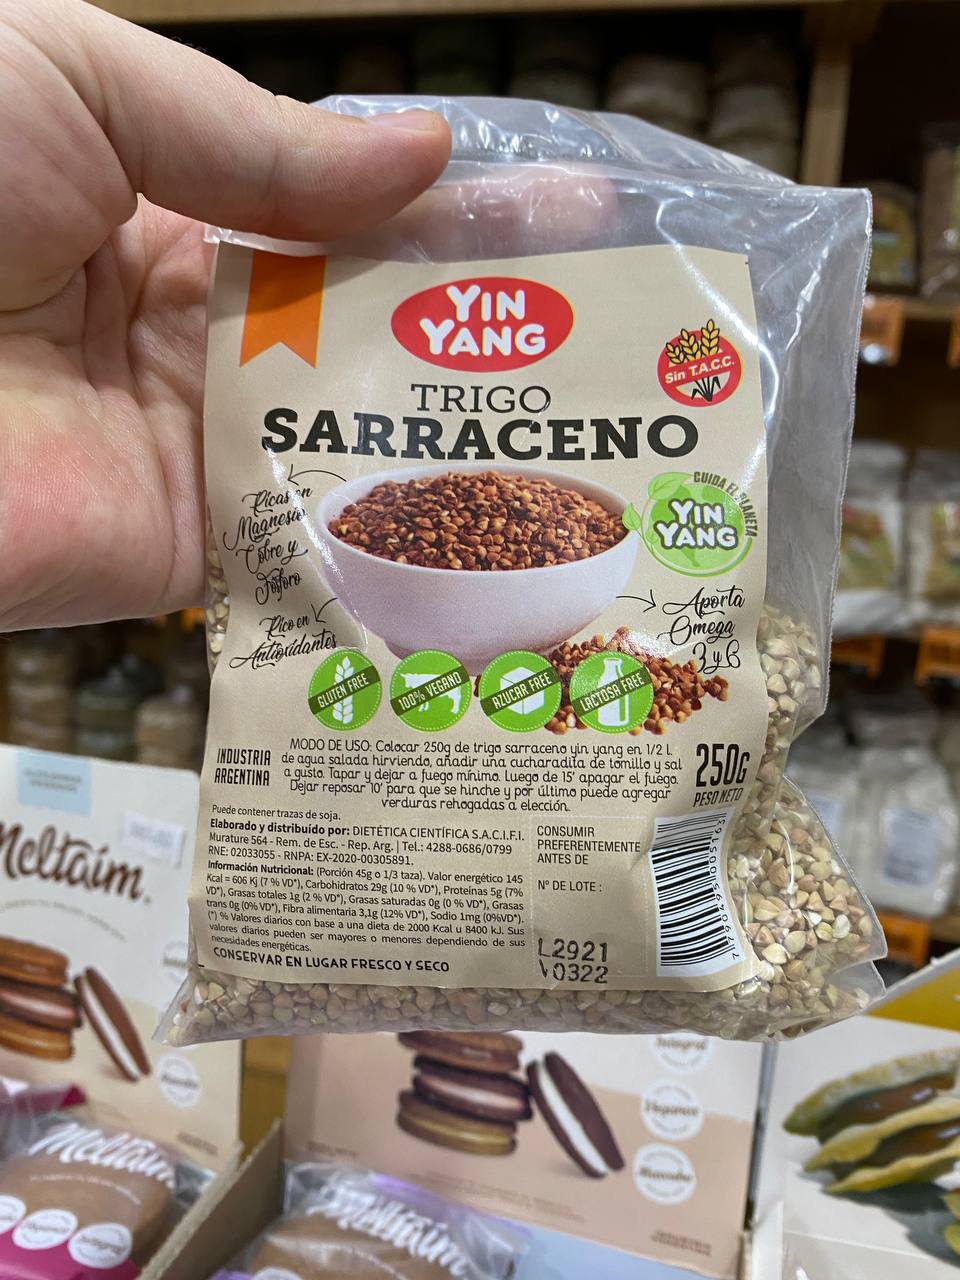 YIN
YANG
Sin T.A.C.C.
TRIGO
SARRACENO
Ricas en
Magnesio
Cobre y
Fósforo
CUIDA EL PLANETA
YIN
YANG
Rico en
Antioxidantes
Aporta
Omega
3 y 6
GLUTEN FREE
100% VEGANO
AZUCAR FREE
LACTOSA FREE
INDUSTRIA
ARGENTINA
MODO DE USO: Colocar 250g de trigo sarraceno yin yang en 1/2 L
de agua salada hirviendo, añadir una cucharadita de tomillo y sal
a gusto. Tapar y dejar a fuego mínimo. Luego de 15' apagar el fuego.
Dejar reposar 10' para que se hinche y por último puede agregar
verduras rehogadas a elección.
250G
PESO NETO
Puede contener trazas de soja.
Elaborado y distribuido por: DIETÉTICA CIENTÍFICA S.A.C.I.F.I.
Murature 564 - Rem. de Esc. - Rep. Arg. | Tel.: 4288-0686/0799
RNE: 02033055 - RNPA: EX-2020-00305891.
Información Nutricional: (Porción 45g o 1/3 taza). Valor energético 145
Kcal = 606 Kj (7 % VD*), Carbohidratos 29g (10 % VD*), Proteínas 5g (7%
VD*), Grasas totales 1g (2 % VD*), Grasas saturadas 0g (0 % VD*), Grasas
trans 0g (0% VD*), Fibra alimentaria 3,1g (12% VD*), Sodio 1mg (0%VD*).
(*) % Valores diarios con base a una dieta de 2000 Kcal u 8400 kJ. Sus
valores diarios pueden ser mayores o menores dependiendo de sus
necesidades energéticas.
CONSERVAR EN LUGAR FRESCO Y SECO
CONSUMIR
PREFERENTEMENTE
ANTES DE
N° DE LOTE :
L2921
V0322
Meltaím
Meltaím
Meltaím
Integral
Vegano